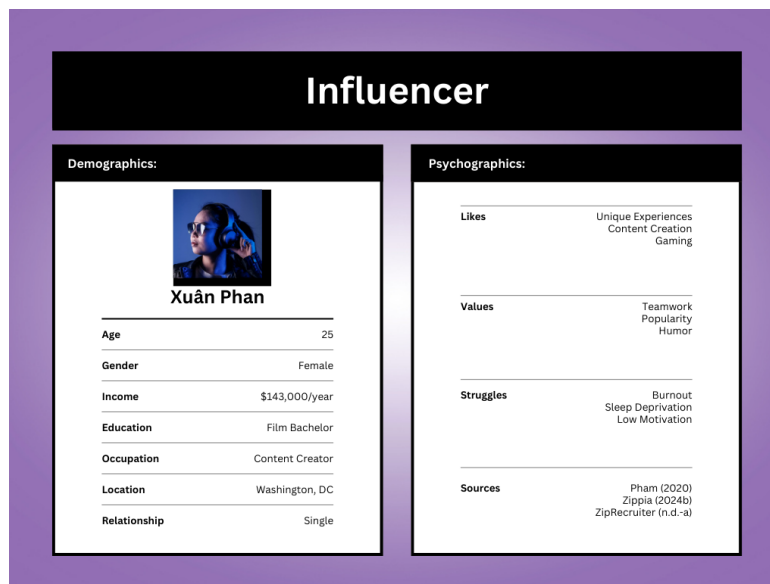 Influencer
Demographics:
Xuân Phan
Age 25
Gender Female
Income $143,000/year
Education Film Bachelor
Occupation Content Creator
Location Washington, DC
Relationship Single
Psychographics:
Likes Unique Experiences
Content Creation
Gaming
Values Teamwork
Popularity
Humor
Struggles Burnout
Sleep Deprivation
Low Motivation
Sources Pham (2020)
Zippia (2024b)
ZipRecruiter (n.d.-a)